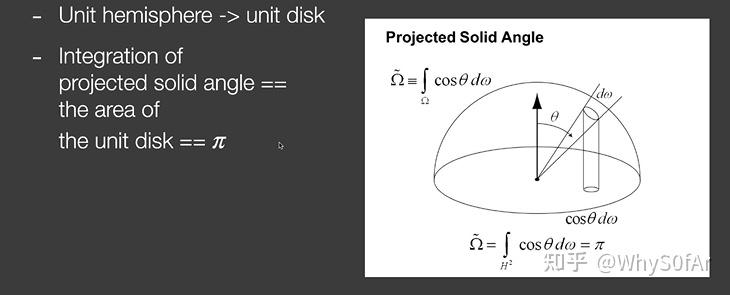 - Unit hemisphere -> unit disk
- Integration of
projected solid angle ==
the area of
the unit disk == π
Projected Solid Angle
Ω̃ ≡ ∫_Ω cosθ dω
dω
θ
cosθ dω
Ω̃ = ∫_{H²} cosθ dω = π
知乎 @WhyS0fAr